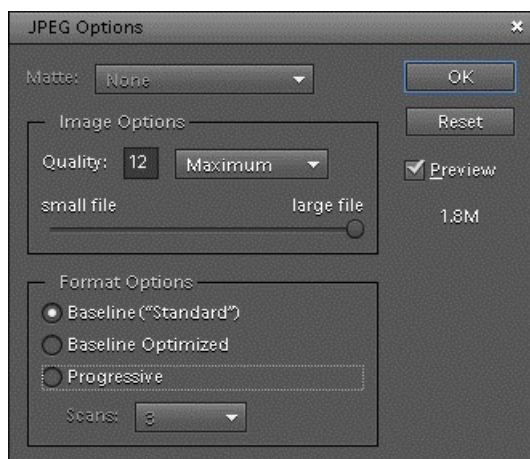 JPEG Options
Matte: None
OK
Image Options
Reset
Quality: 12 Maximum
Preview
small file large file
1.8M
Format Options
Baseline ("Standard")
Baseline Optimized
Progressive
Scans: 3